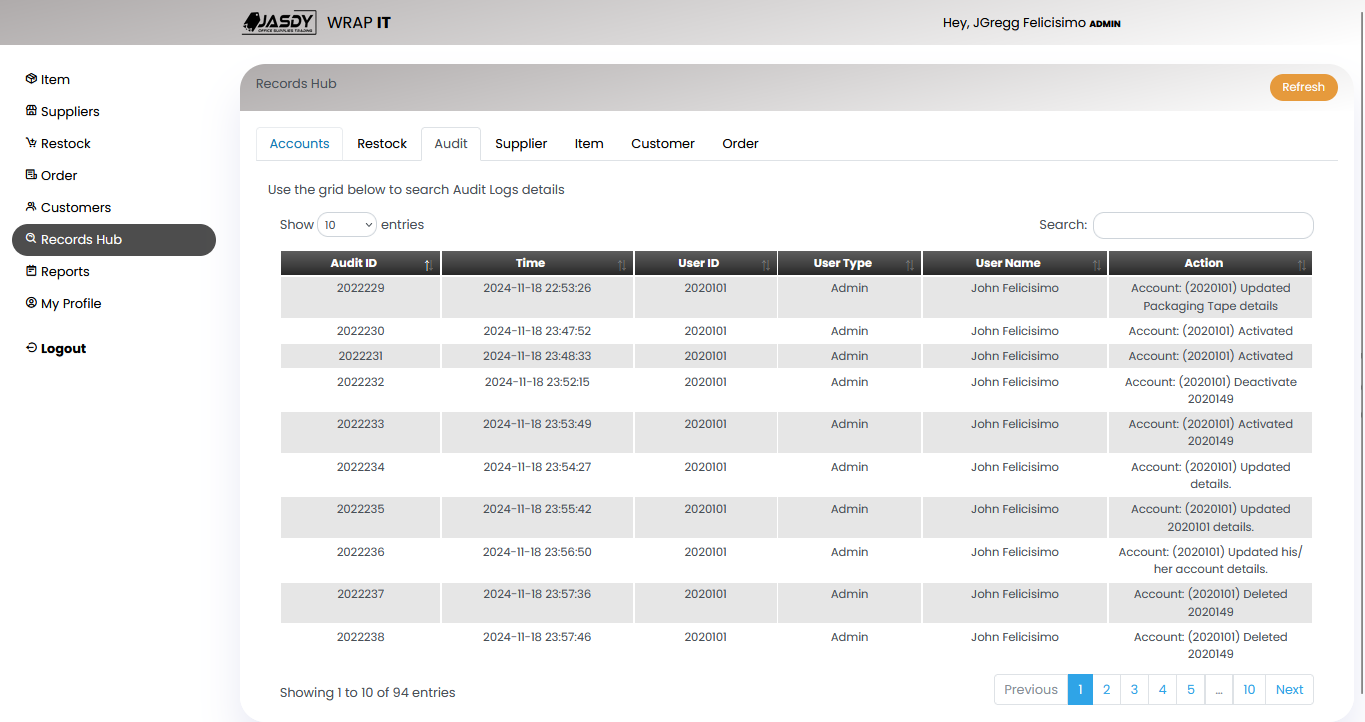 JASDY
OFFICE SUPPLIES TRADING
WRAP IT
Hey, JGregg Felicisimo ADMIN
Item
Suppliers
Restock
Order
Customers
Records Hub
Reports
My Profile
Logout
Records Hub
Refresh
Accounts Restock Audit Supplier Item Customer Order
Use the grid below to search Audit Logs details
Show 10 entries
Search:
Audit ID Time User ID User Type User Name Action
2022229 2024-11-18 22:53:26 2020101 Admin John Felicisimo Account: (2020101) Updated
Packaging Tape details
2022230 2024-11-18 23:47:52 2020101 Admin John Felicisimo Account: (2020101) Activated
2022231 2024-11-18 23:48:33 2020101 Admin John Felicisimo Account: (2020101) Activated
2022232 2024-11-18 23:52:15 2020101 Admin John Felicisimo Account: (2020101) Deactivate
2020149
2022233 2024-11-18 23:53:49 2020101 Admin John Felicisimo Account: (2020101) Activated
2020149
2022234 2024-11-18 23:54:27 2020101 Admin John Felicisimo Account: (2020101) Updated
details.
2022235 2024-11-18 23:55:42 2020101 Admin John Felicisimo Account: (2020101) Updated
2020101 details.
2022236 2024-11-18 23:56:50 2020101 Admin John Felicisimo Account: (2020101) Updated his/
her account details.
2022237 2024-11-18 23:57:36 2020101 Admin John Felicisimo Account: (2020101) Deleted
2020149
2022238 2024-11-18 23:57:46 2020101 Admin John Felicisimo Account: (2020101) Deleted
2020149
Showing 1 to 10 of 94 entries
Previous 1 2 3 4 5 … 10 Next